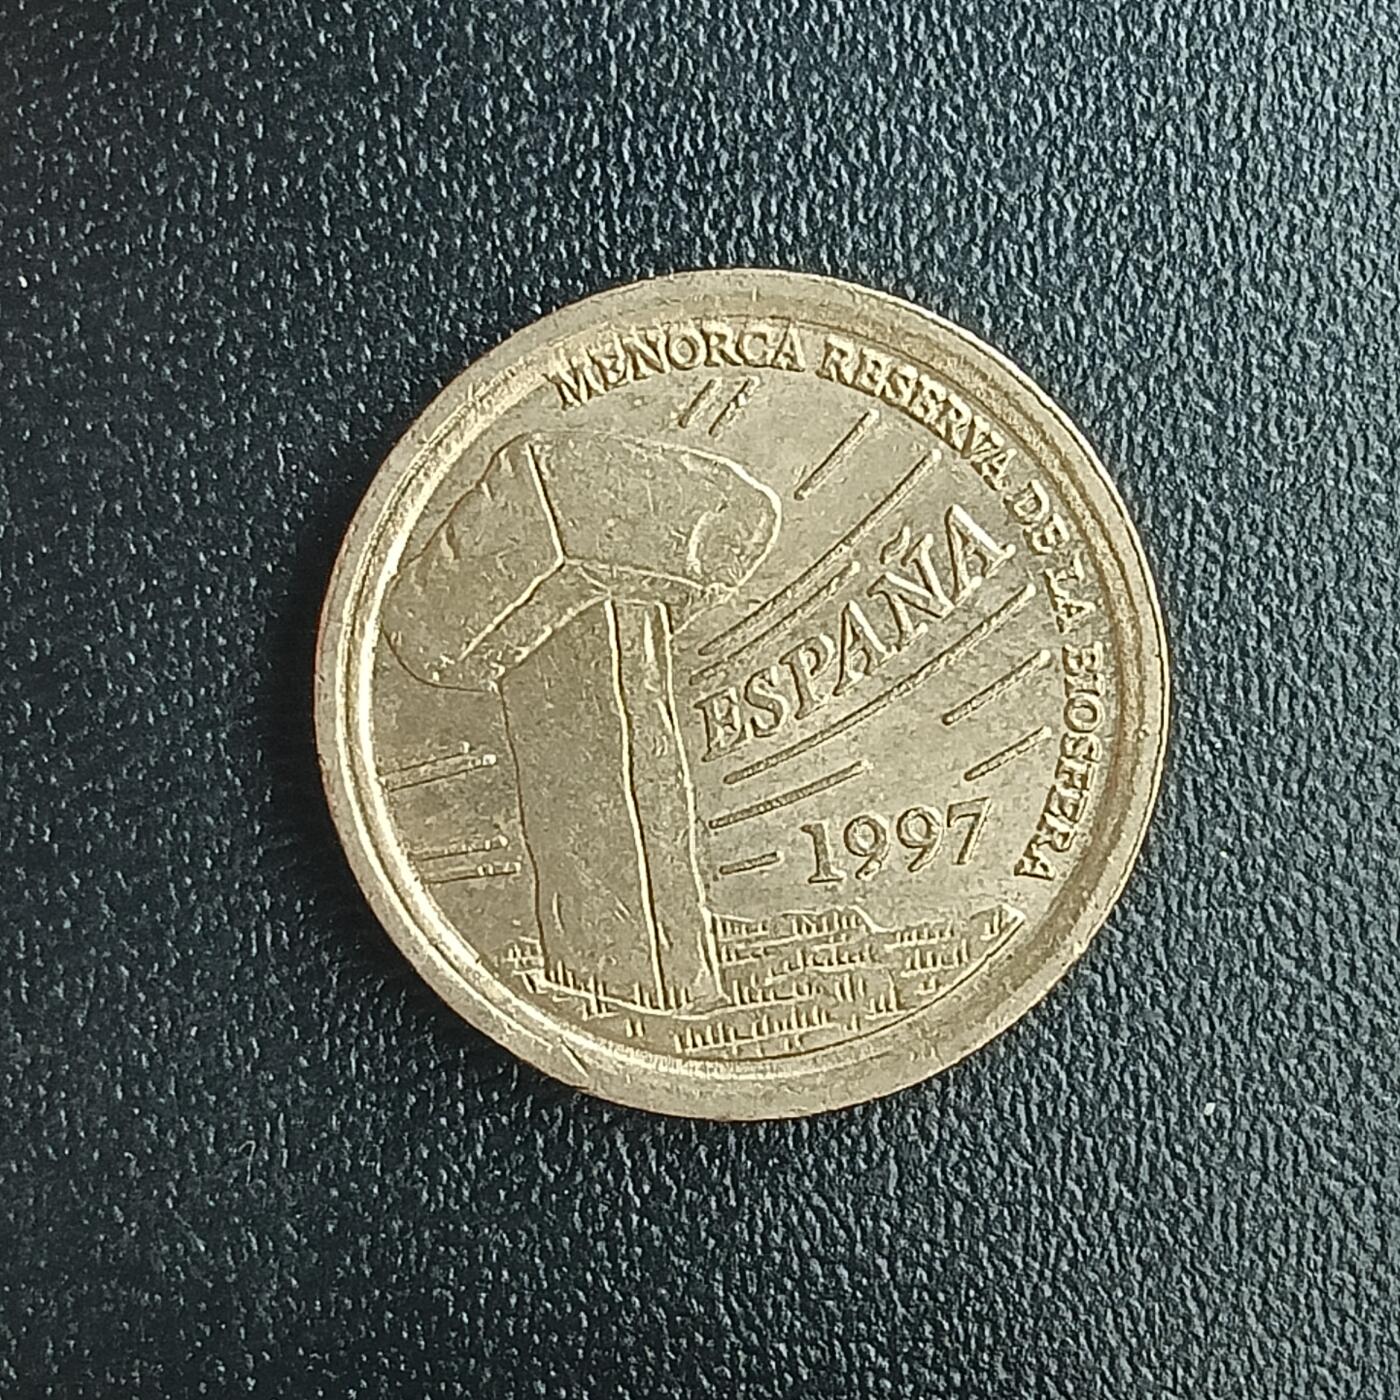 MENORCA RESERVA DE LA BIOSFERA
ESPAÑA
1997